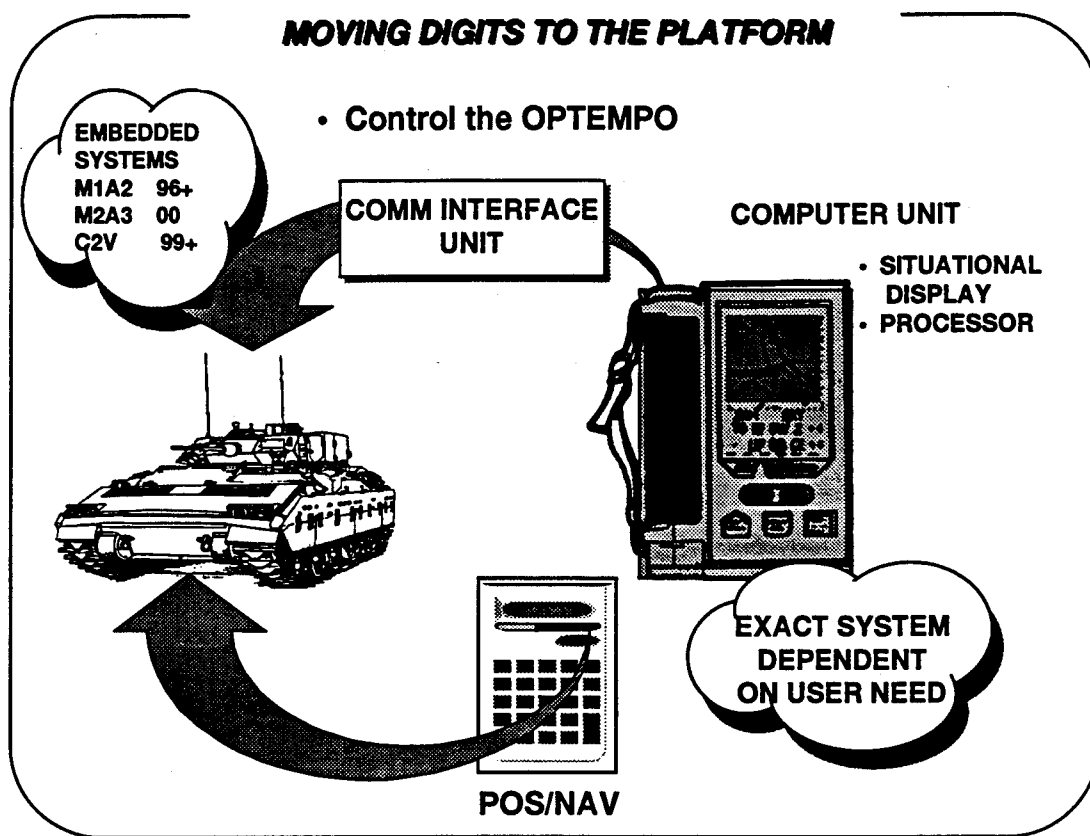 MOVING DIGITS TO THE PLATFORM
• Control the OPTEMPO
EMBEDDED
SYSTEMS
M1A2 96+
M2A3 00
C2V 99+
COMM INTERFACE
UNIT
COMPUTER UNIT
• SITUATIONAL
DISPLAY
• PROCESSOR
EXACT SYSTEM
DEPENDENT
ON USER NEED
POS/NAV